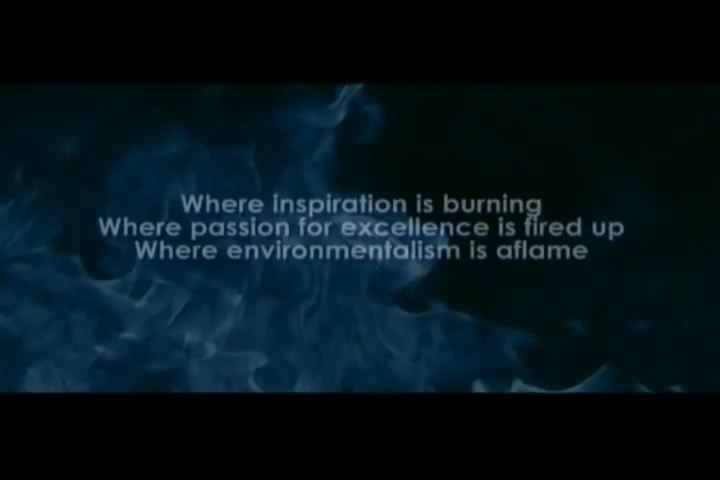 Where inspiration is burning
Where passion for excellence is fired up
Where environmentalism is aflame